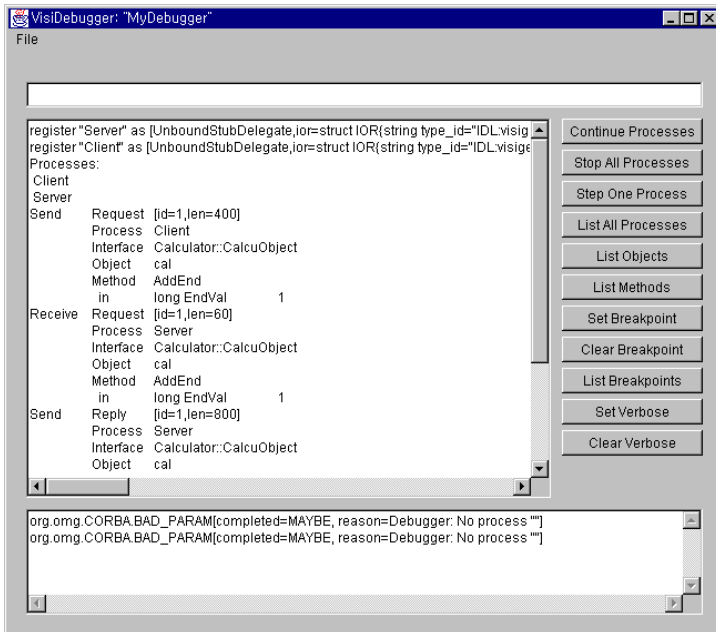 VisiDebugger: "MyDebugger"
File
register "Server" as [UnboundStubDelegate,ior=struct IOR{string type_id="IDL:visig
register "Client" as [UnboundStubDelegate,ior=struct IOR{string type_id="IDL:visige
Processes:
Client
Server
Send Request [id=1,len=400]
Process Client
Interface Calculator::CalcuObject
Object cal
Method AddEnd
in long EndVal 1
Receive Request [id=1,len=60]
Process Server
Interface Calculator::CalcuObject
Object cal
Method AddEnd
in long EndVal 1
Send Reply [id=1,len=800]
Process Server
Interface Calculator::CalcuObject
Object cal
Continue Processes
Stop All Processes
Step One Process
List All Processes
List Objects
List Methods
Set Breakpoint
Clear Breakpoint
List Breakpoints
Set Verbose
Clear Verbose
org.omg.CORBA.BAD_PARAM[completed=MAYBE, reason=Debugger: No process ""]
org.omg.CORBA.BAD_PARAM[completed=MAYBE, reason=Debugger: No process ""]